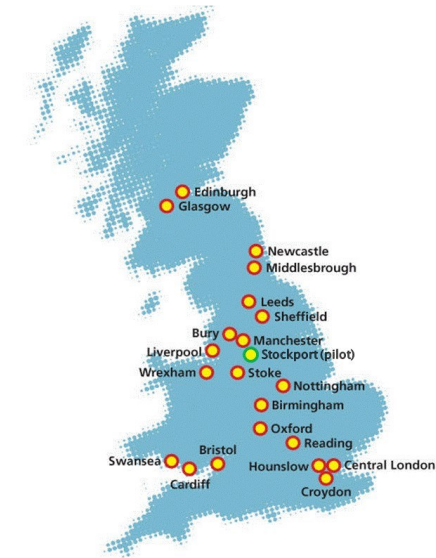 Edinburgh
Glasgow
Newcastle
Middlesbrough
Leeds
Sheffield
Bury
Manchester
Liverpool
Stockport (pilot)
Wrexham
Stoke
Nottingham
Birmingham
Oxford
Reading
Bristol
Swansea
Hounslow
Central London
Cardiff
Croydon